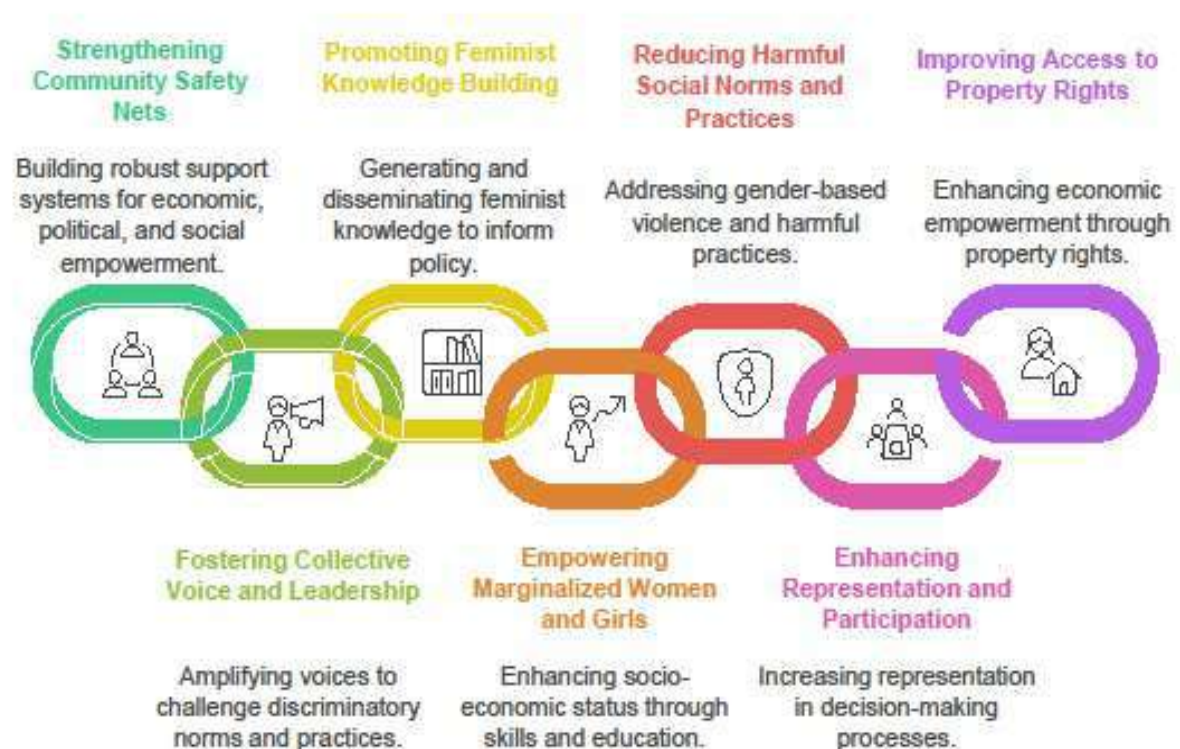 Strengthening
Community Safety
Nets
Building robust support
systems for economic,
political, and social
empowerment.
Promoting Feminist
Knowledge Building
Generating and
disseminating feminist
knowledge to inform
policy.
Reducing Harmful
Social Norms and
Practices
Addressing gender-based
violence and harmful
practices.
Improving Access to
Property Rights
Enhancing economic
empowerment through
property rights.
Fostering Collective
Voice and Leadership
Amplifying voices to
challenge discriminatory
norms and practices.
Empowering
Marginalized Women
and Girls
Enhancing socio-
economic status through
skills and education.
Enhancing
Representation and
Participation
Increasing representation
in decision-making
processes.